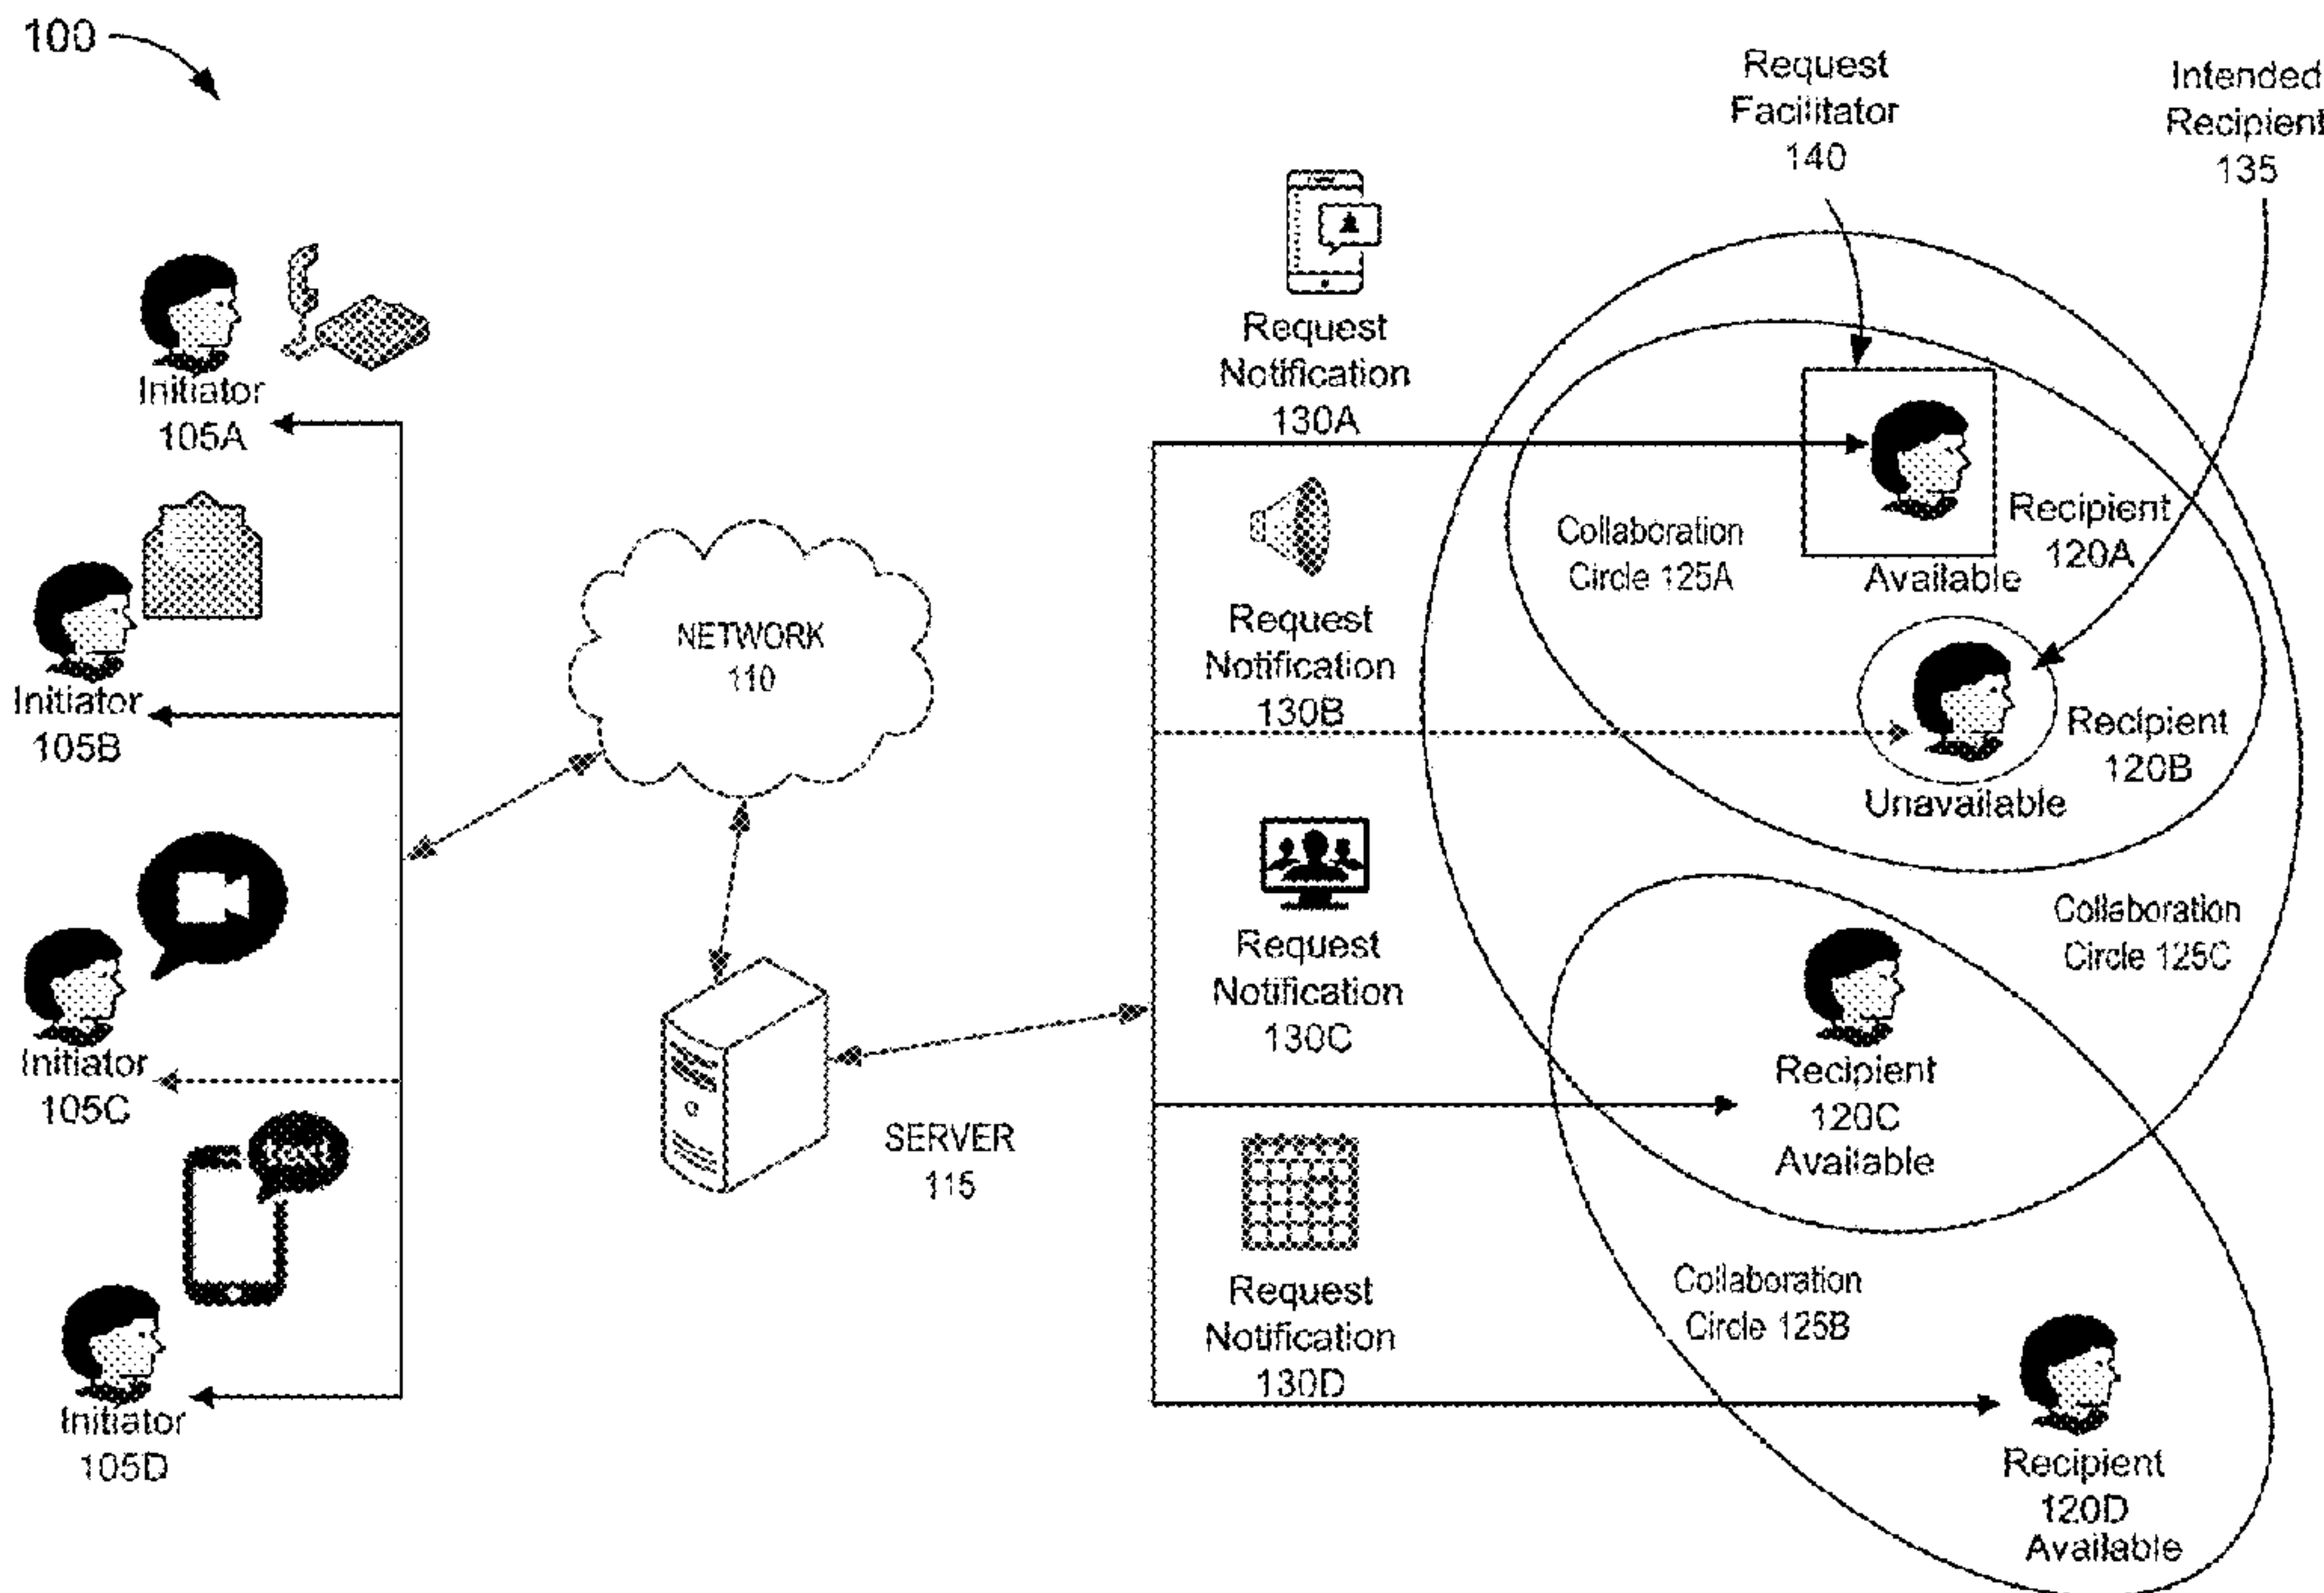 100
Request
Facilitator
140
Intended
Recipient
135
Initiator
105A
Initiator
105B
Initiator
105C
text
Initiator
105D
NETWORK
110
SERVER
115
Request
Notification
130A
Request
Notification
130B
Request
Notification
130C
Request
Notification
130D
Collaboration
Circle 125A
Recipient
120A
Available
Recipient
120B
Unavailable
Collaboration
Circle 125C
Recipient
120C
Available
Collaboration
Circle 125B
Recipient
120D
Available